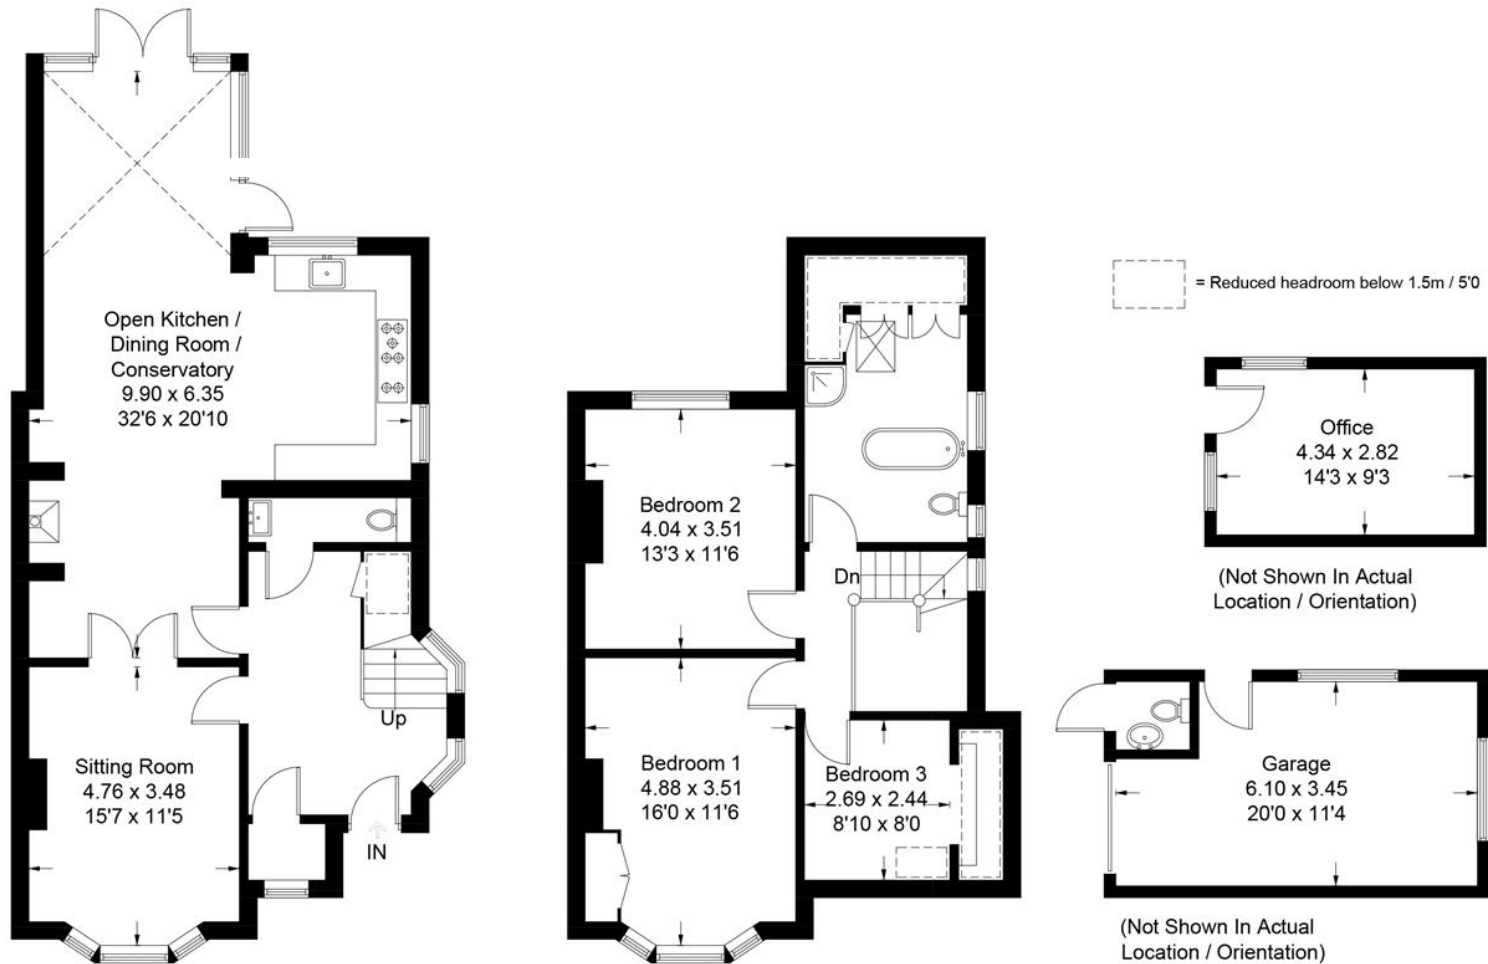 Open Kitchen /
Dining Room /
Conservatory
9.90 x 6.35
32'6 x 20'10
Sitting Room
4.76 x 3.48
15'7 x 11'5
Up
IN
Bedroom 2
4.04 x 3.51
13'3 x 11'6
Dn
Bedroom 1
4.88 x 3.51
16'0 x 11'6
Bedroom 3
2.69 x 2.44
8'10 x 8'0
= Reduced headroom below 1.5m / 5'0
Office
4.34 x 2.82
14'3 x 9'3
(Not Shown In Actual
Location / Orientation)
Garage
6.10 x 3.45
20'0 x 11'4
(Not Shown In Actual
Location / Orientation)